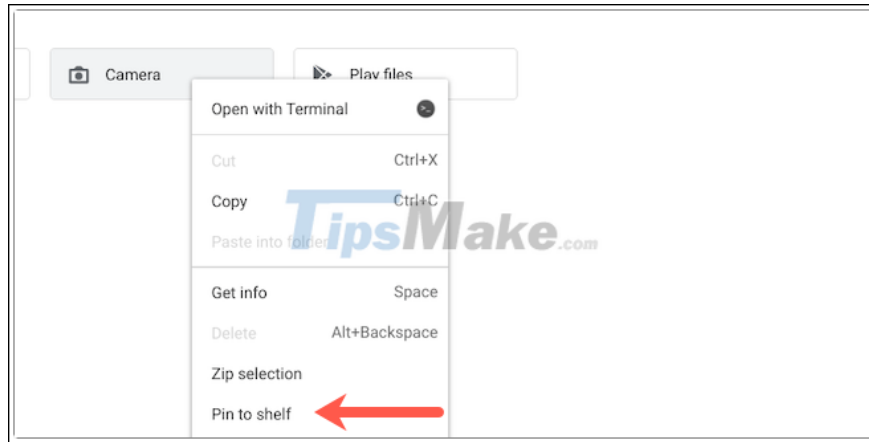 Camera
Play files
Open with Terminal
Cut Ctrl+X
Copy Ctrl+C
Paste into folder
TipsMake.com
Get info Space
Delete Alt+Backspace
Zip selection
Pin to shelf